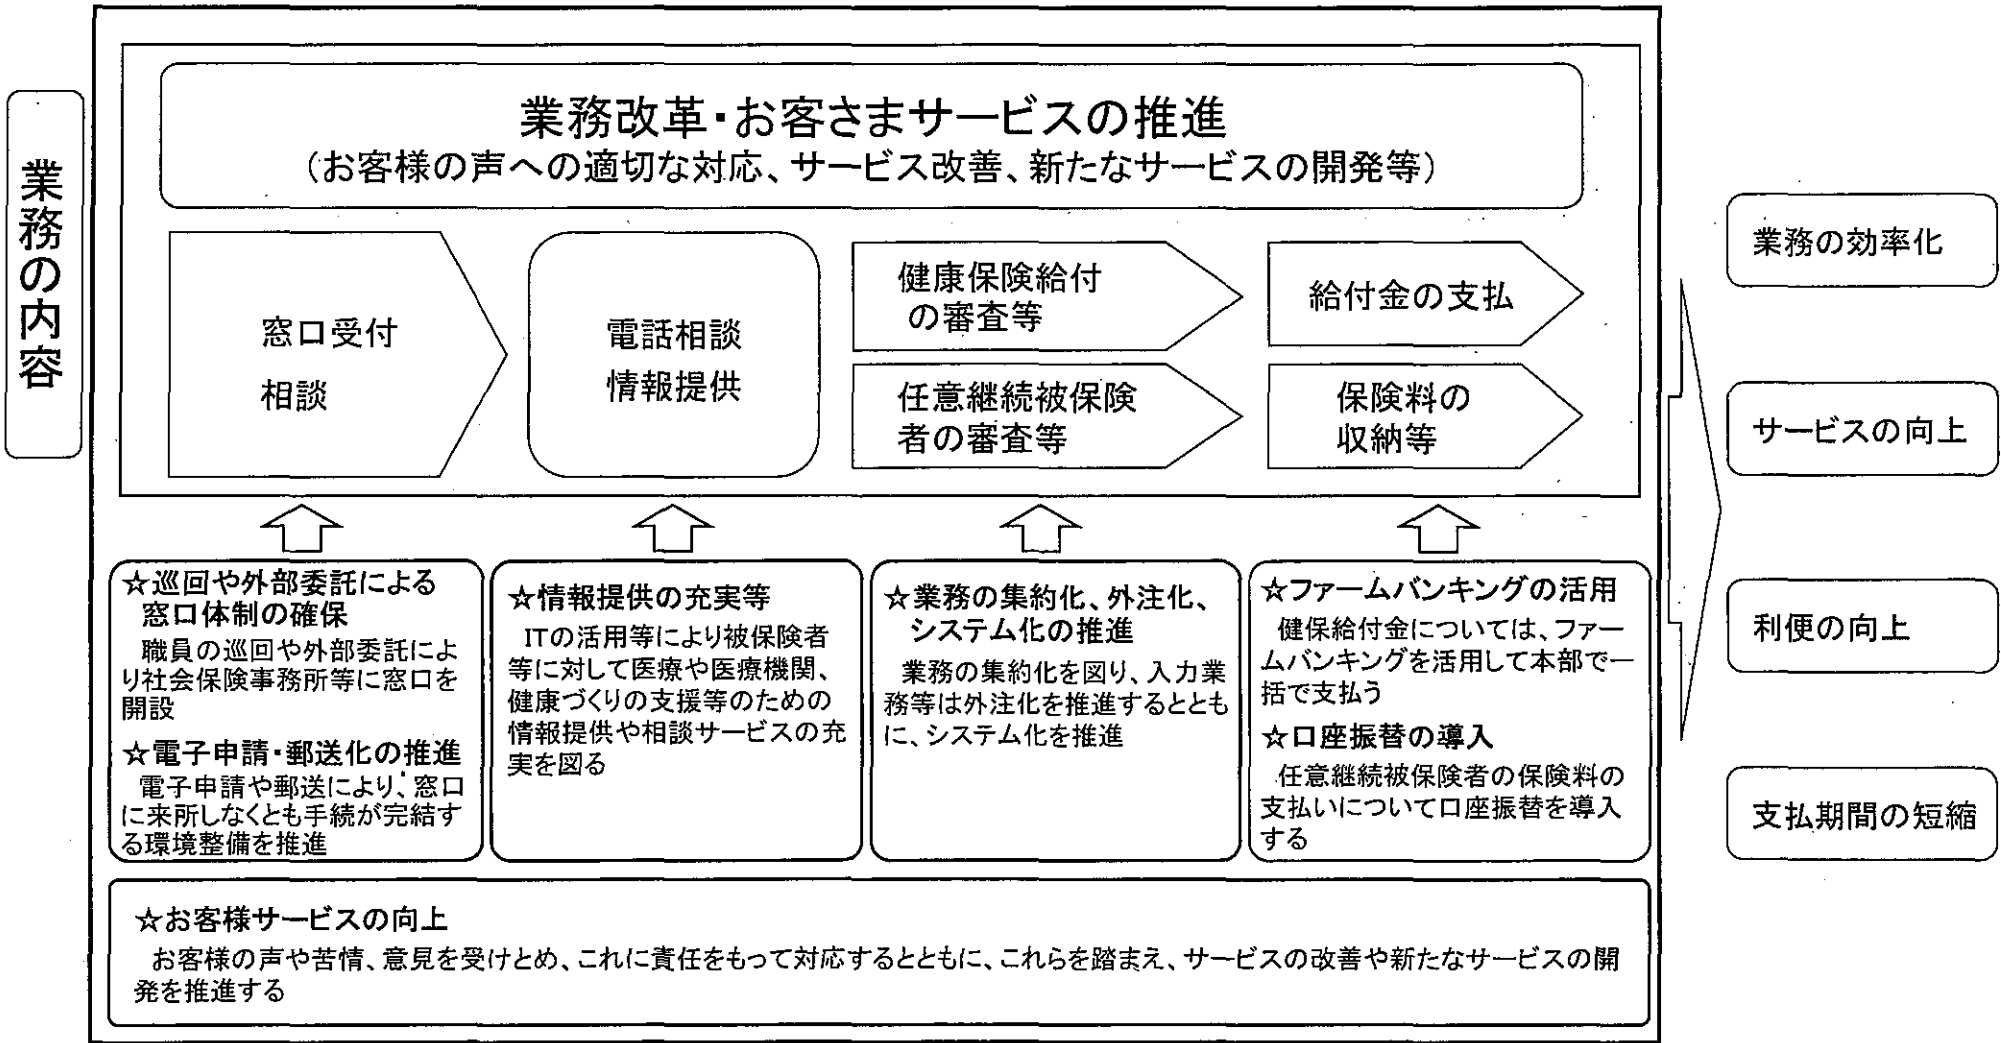 業務の内容
業務改革・お客さまサービスの推進
（お客様の声への適切な対応、サービス改善、新たなサービスの開発等）
窓口受付
相談
電話相談
情報提供
健康保険給付
の審査等
任意継続被保険
者の審査等
給付金の支払
保険料の
収納等
☆巡回や外部委託による
窓口体制の確保
職員の巡回や外部委託によ
り社会保険事務所等に窓口を
開設
☆電子申請・郵送化の推進
電子申請や郵送により、窓口
に来所しなくとも手続が完結す
る環境整備を推進
☆情報提供の充実等
ITの活用等により被保険者
等に対して医療や医療機関、
健康づくりの支援等のための
情報提供や相談サービスの充
実を図る
☆業務の集約化、外注化、
システム化の推進
業務の集約化を図り、入力業
務等は外注化を推進するととも
に、システム化を推進
☆ファームバンキングの活用
健保給付金については、ファー
ムバンキングを活用して本部で一
括で支払う
☆口座振替の導入
任意継続被保険者の保険料の
支払いについて口座振替を導入
する
☆お客様サービスの向上
お客様の声や苦情、意見を受けとめ、これに責任をもって対応するとともに、これらを踏まえ、サービスの改善や新たなサービスの開
発を推進する
業務の効率化
サービスの向上
利便の向上
支払期間の短縮